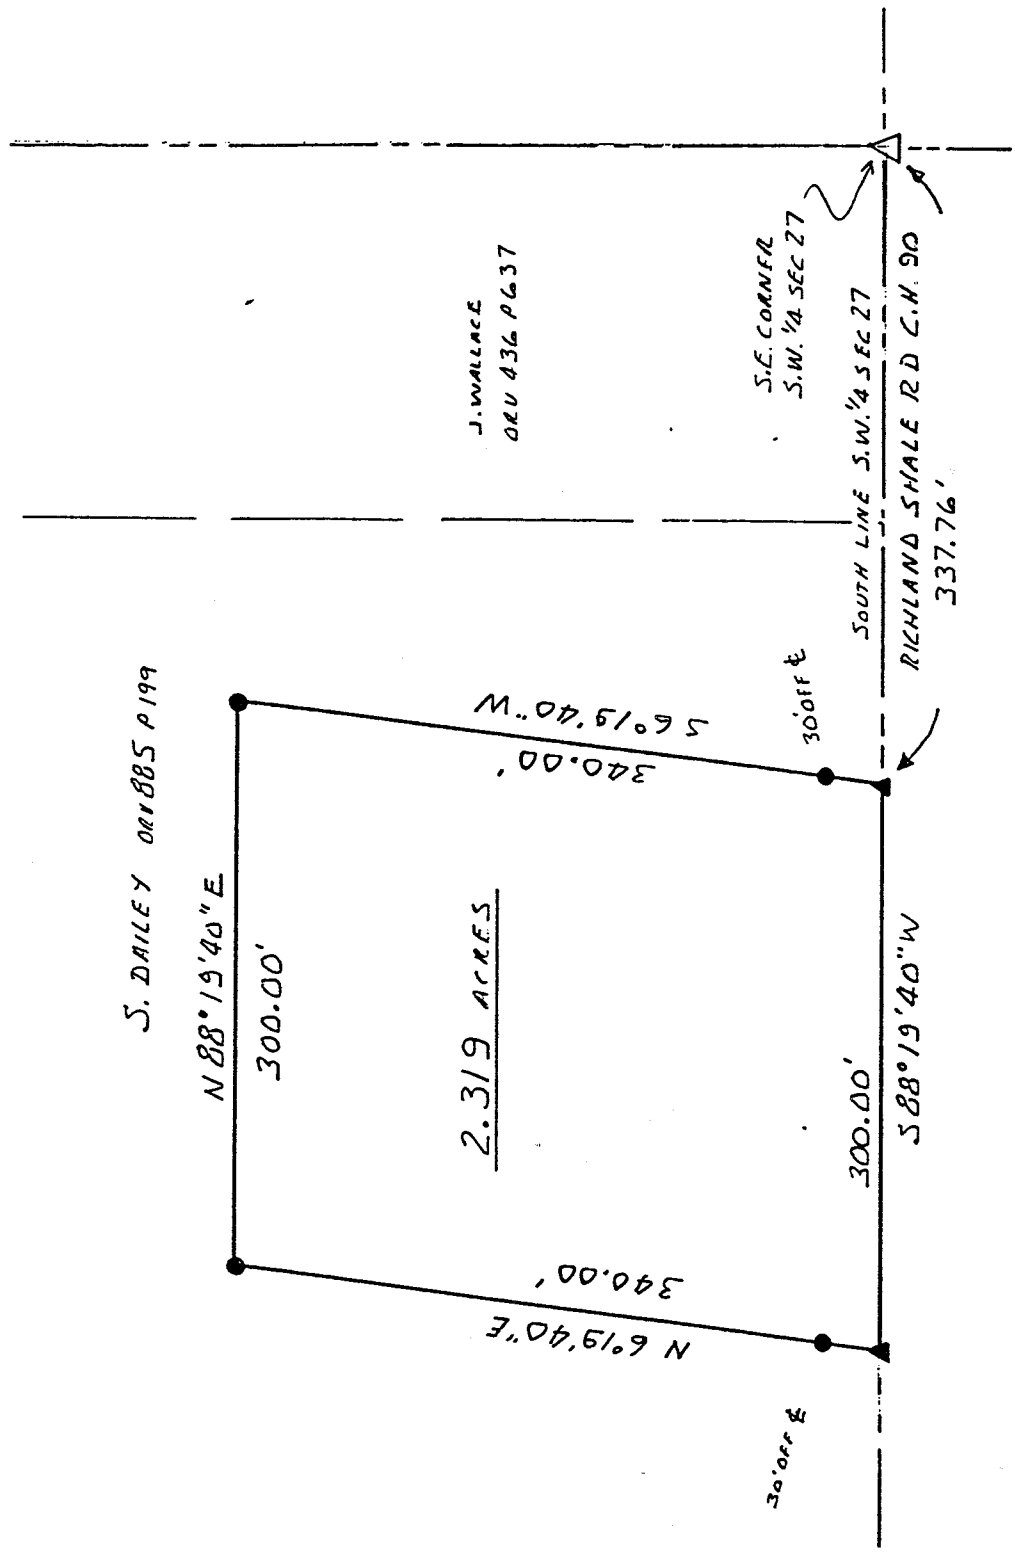 S. DAILEY ORV 885 P 199
N 88° 19' 40" E
300.00'
2.319 ACRES
N 6° 19' 40" E
340.00'
S 6° 19' 40" W
340.00'
30' OFF ℄
30' OFF ℄
300.00'
S 88° 19' 40" W
J. WALLACE
ORV 436 P 637
S.E. CORNER
S.W. 1/4 SEC 27
SOUTH LINE S.W. 1/4 SEC 27
RICHLAND SHALE RD C.H. 90
337.76'